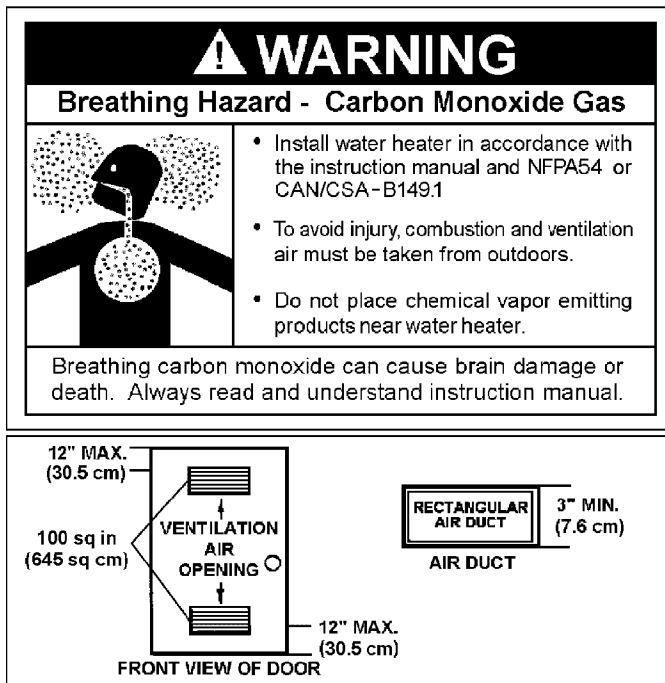 WARNING
Breathing Hazard - Carbon Monoxide Gas
• Install water heater in accordance with
the instruction manual and NFPA54 or
CAN/CSA-B149.1
• To avoid injury, combustion and ventilation
air must be taken from outdoors.
• Do not place chemical vapor emitting
products near water heater.
Breathing carbon monoxide can cause brain damage or
death. Always read and understand instruction manual.
12" MAX.
(30.5 cm)
100 sq in
(645 sq cm)
VENTILATION
AIR
OPENING
12" MAX.
(30.5 cm)
FRONT VIEW OF DOOR
RECTANGULAR
AIR DUCT
3" MIN.
(7.6 cm)
AIR DUCT